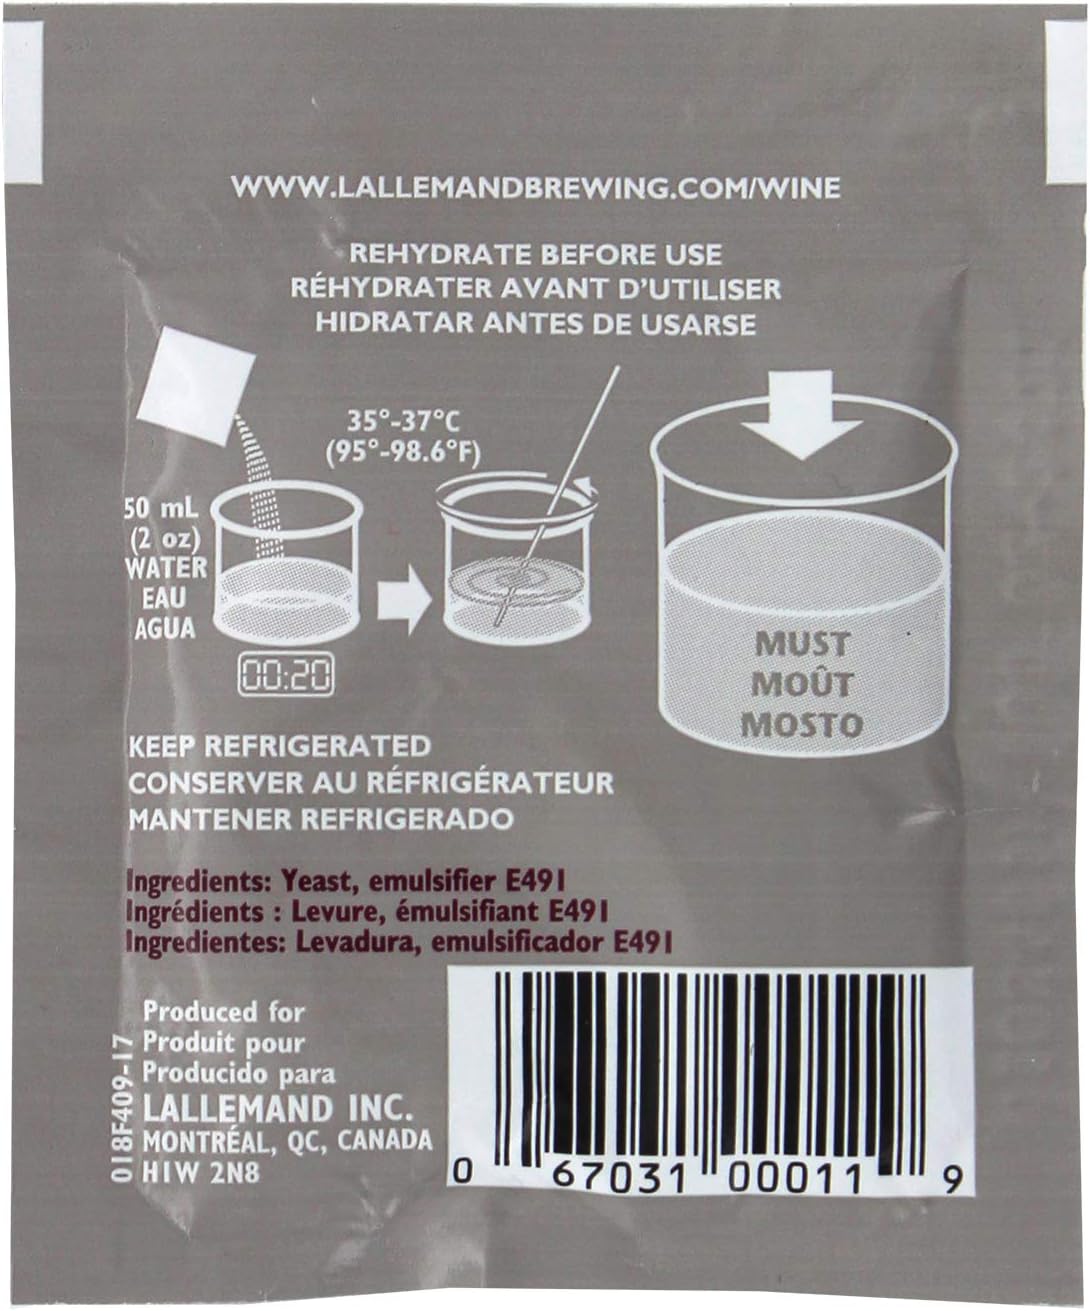 WWW.LALLEMANDBREWING.COM/WINE
REHYDRATE BEFORE USE
RÉHYDRATER AVANT D'UTILISER
HIDRATAR ANTES DE USARSE
35°-37°C
(95°-98.6°F)
50 mL
(2 oz)
WATER
EAU
AGUA
00:20
MUST
MOÛT
MOSTO
KEEP REFRIGERATED
CONSERVER AU RÉFRIGÉRATEUR
MANTENER REFRIGERADO
Ingredients: Yeast, emulsifier E491
Ingrédients : Levure, émulsifiant E491
Ingredientes: Levadura, emulsificador E491
Produced for
Produit pour
Producido para
LALLEMAND INC.
MONTRÉAL, QC, CANADA
H1W 2N8
018F409-17
0 67031 00011 9